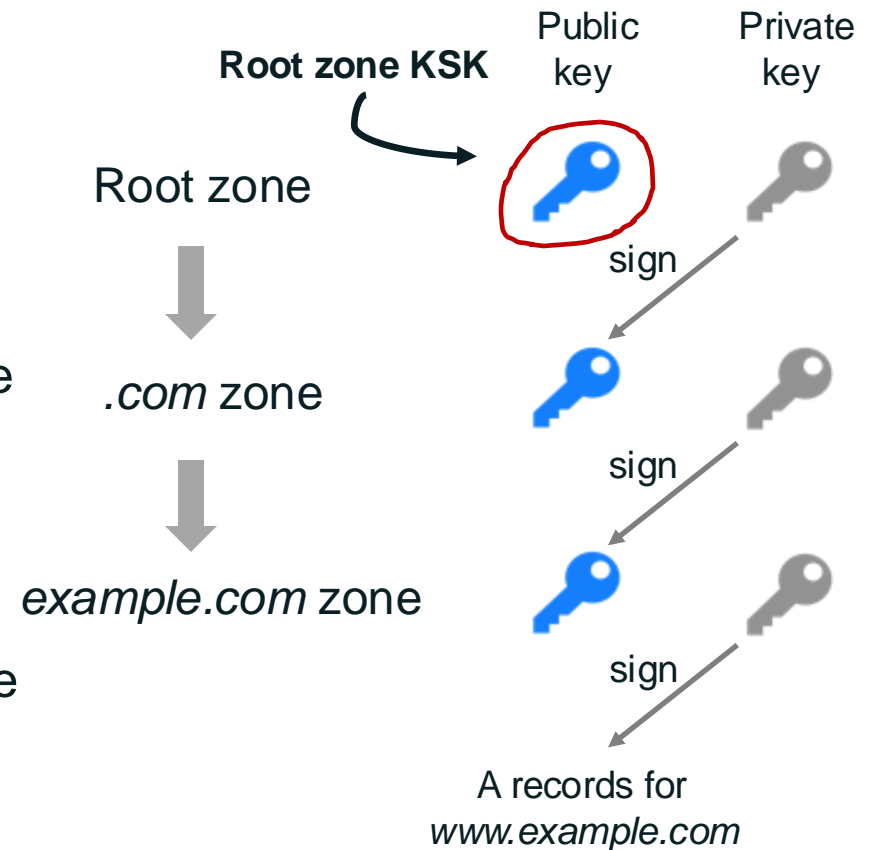 Public
key
Private
key
Root zone KSK
Root zone
sign
e
.com zone
sign
example.com zone
e
sign
A records for
www.example.com